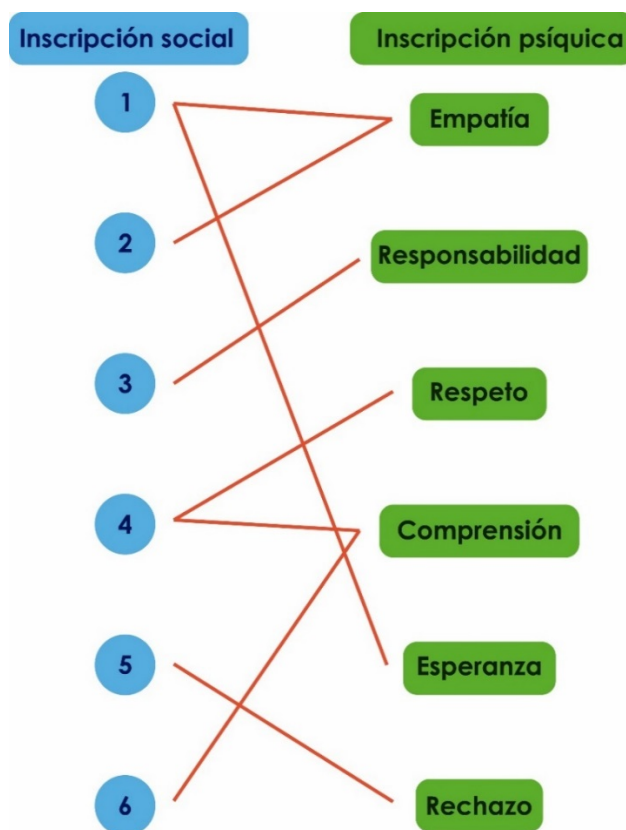 Inscripción social
Inscripción psíquica
1
Empatía
2
Responsabilidad
3
Respeto
4
Comprensión
5
Esperanza
6
Rechazo